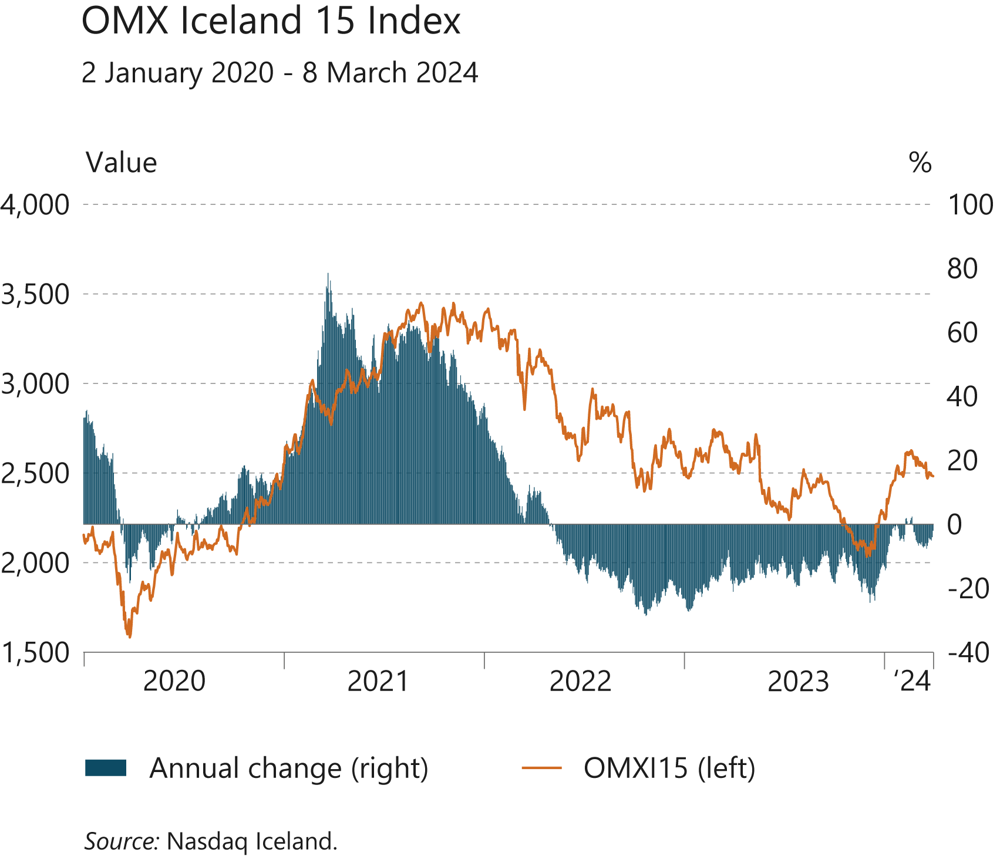 OMX Iceland 15 Index
2 January 2020 - 8 March 2024
Value %
4,000 100
80
3,500
60
3,000
40
2,500 20
0
2,000
-20
1,500 -40
2020 2021 2022 2023 ‘24
Annual change (right) OMXI15 (left)
Source: Nasdaq Iceland.